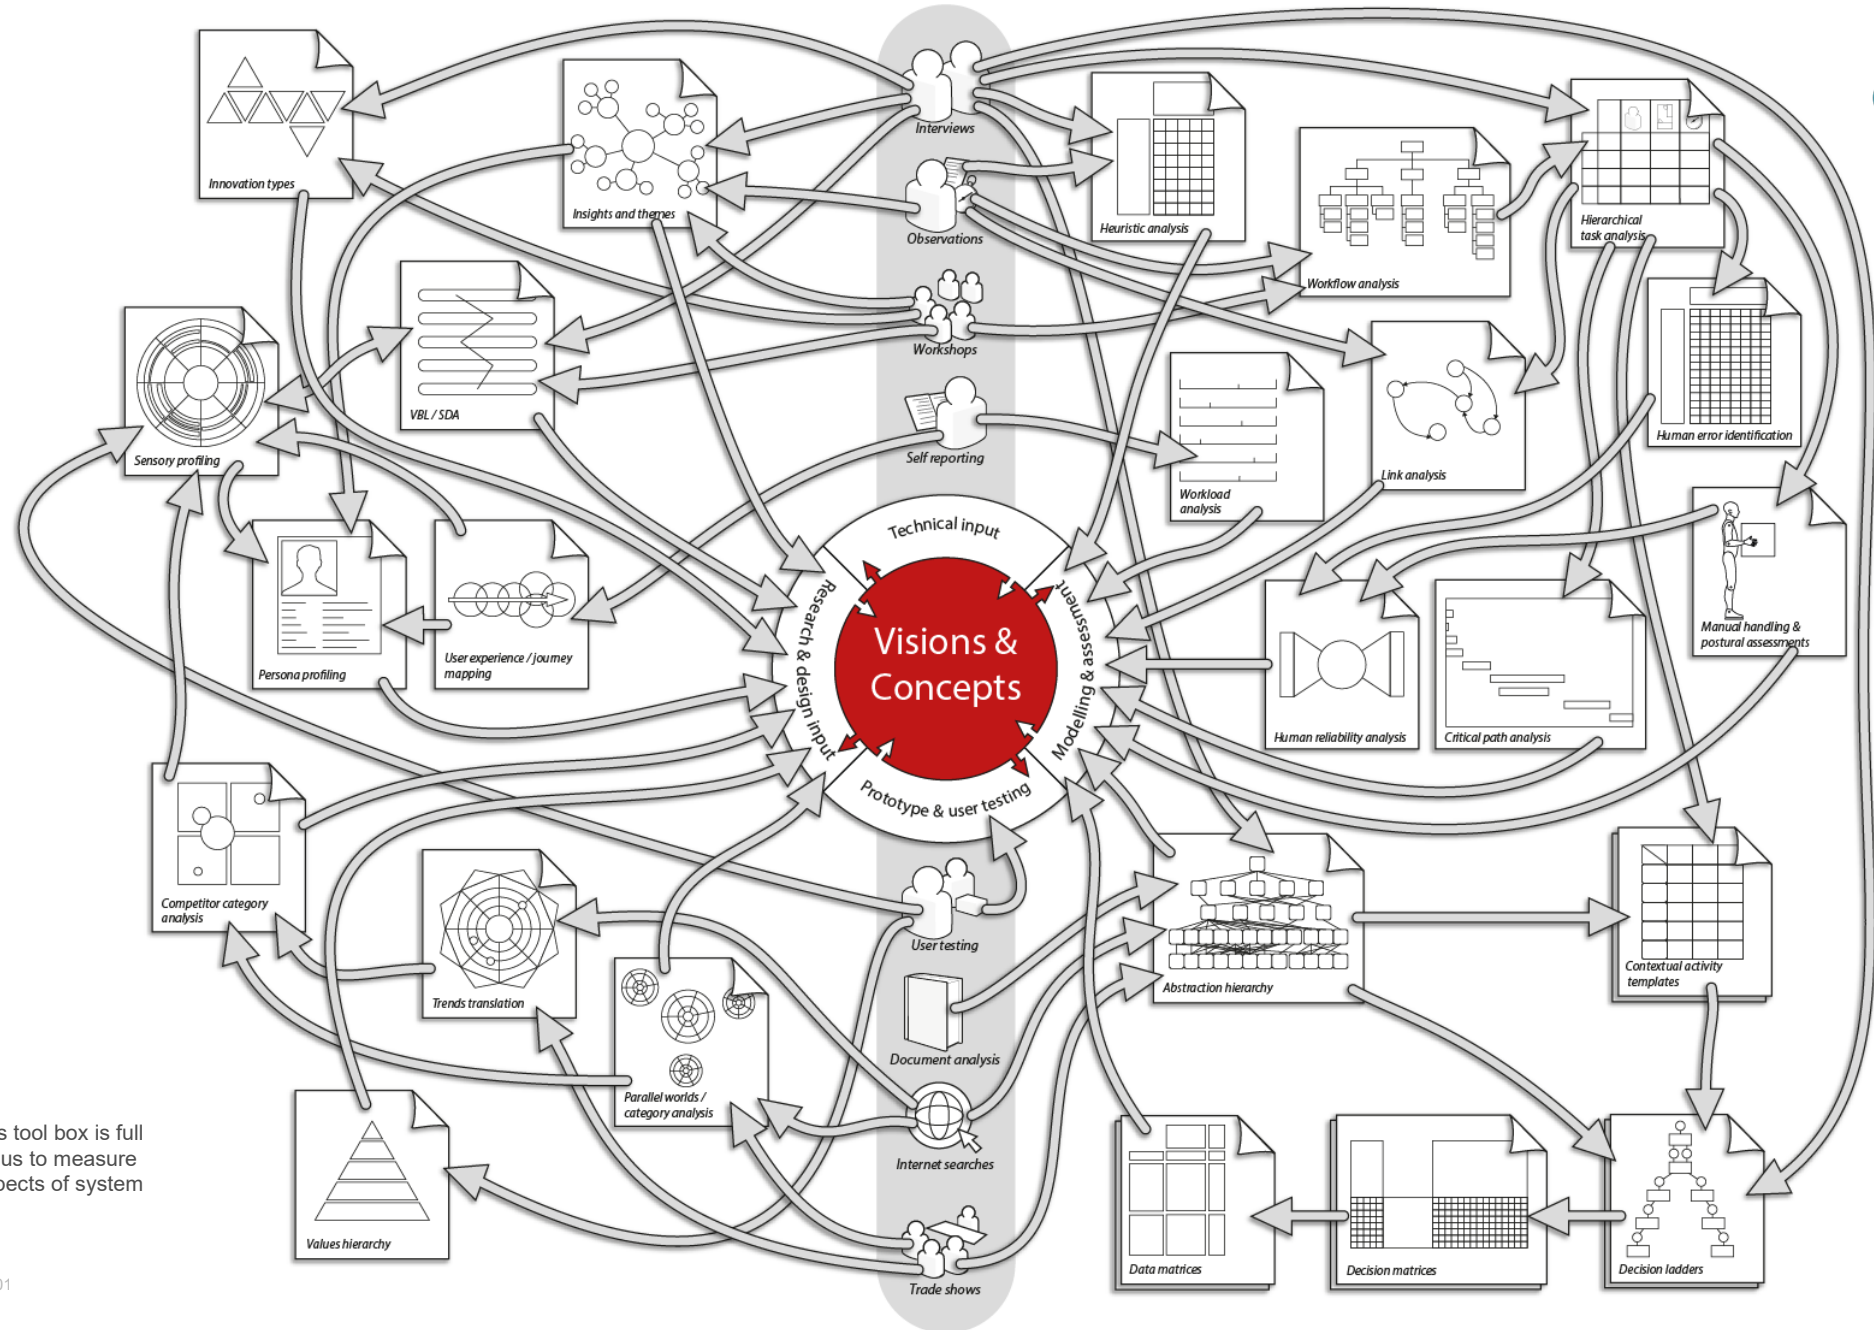 Interviews
Innovation types
Insights and themes
Observations
Heuristic analysis
Hierarchical
task analysis
Workflow analysis
Workshops
VBL / SDA
Sensory profiling
Self reporting
Workload
analysis
Link analysis
Human error identification
Technical input
Research & design input
Visions &
Concepts
Modelling & assessment
Prototype & user testing
Persona profiling
User experience / journey
mapping
Human reliability analysis
Critical path analysis
Manual handling &
postural assessments
Competitor category
analysis
Trends translation
User testing
Abstraction hierarchy
Contextual activity
templates
Document analysis
Parallel worlds /
category analysis
Internet searches
s tool box is full
us to measure
pects of system
Values hierarchy
Trade shows
Data matrices
Decision matrices
Decision ladders
01